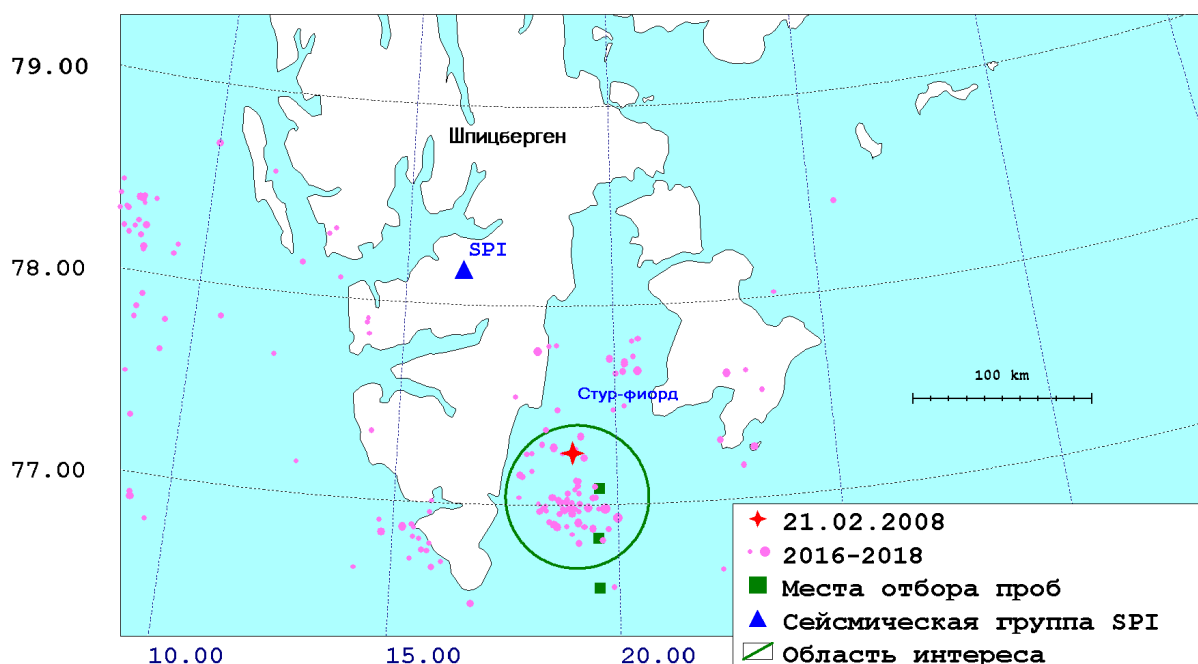 79.00
Шпицберген
SPI
78.00
100 km
Стур-фиорд
77.00
21.02.2008
2016-2018
Места отбора проб
Сейсмическая группа SPI
Область интереса
10.00 15.00 20.00